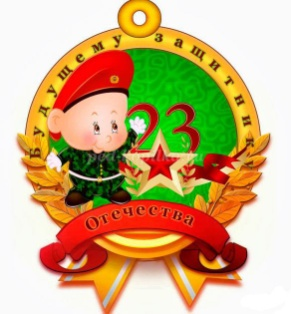 Будущему защитнику
23
Отечества